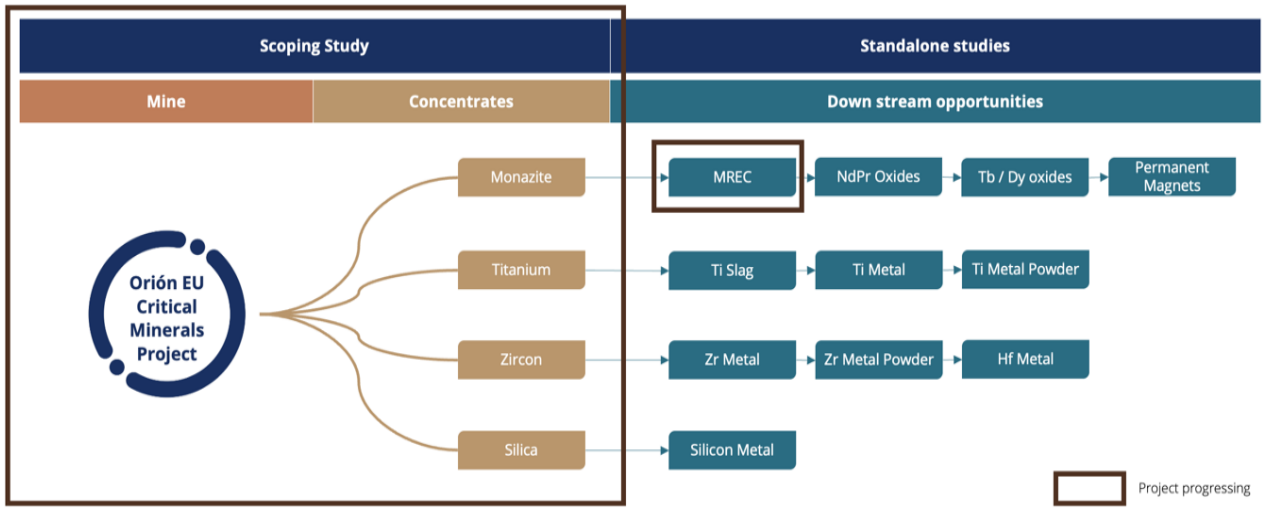 Scoping Study
Standalone studies
Mine
Concentrates
Down stream opportunities
Monazite
MREC
NdPr Oxides
Tb / Dy oxides
Permanent
Magnets
Orión EU
Critical
Minerals
Project
Titanium
Ti Slag
Ti Metal
Ti Metal Powder
Zircon
Zr Metal
Zr Metal Powder
Hf Metal
Silica
Silicon Metal
Project progressing